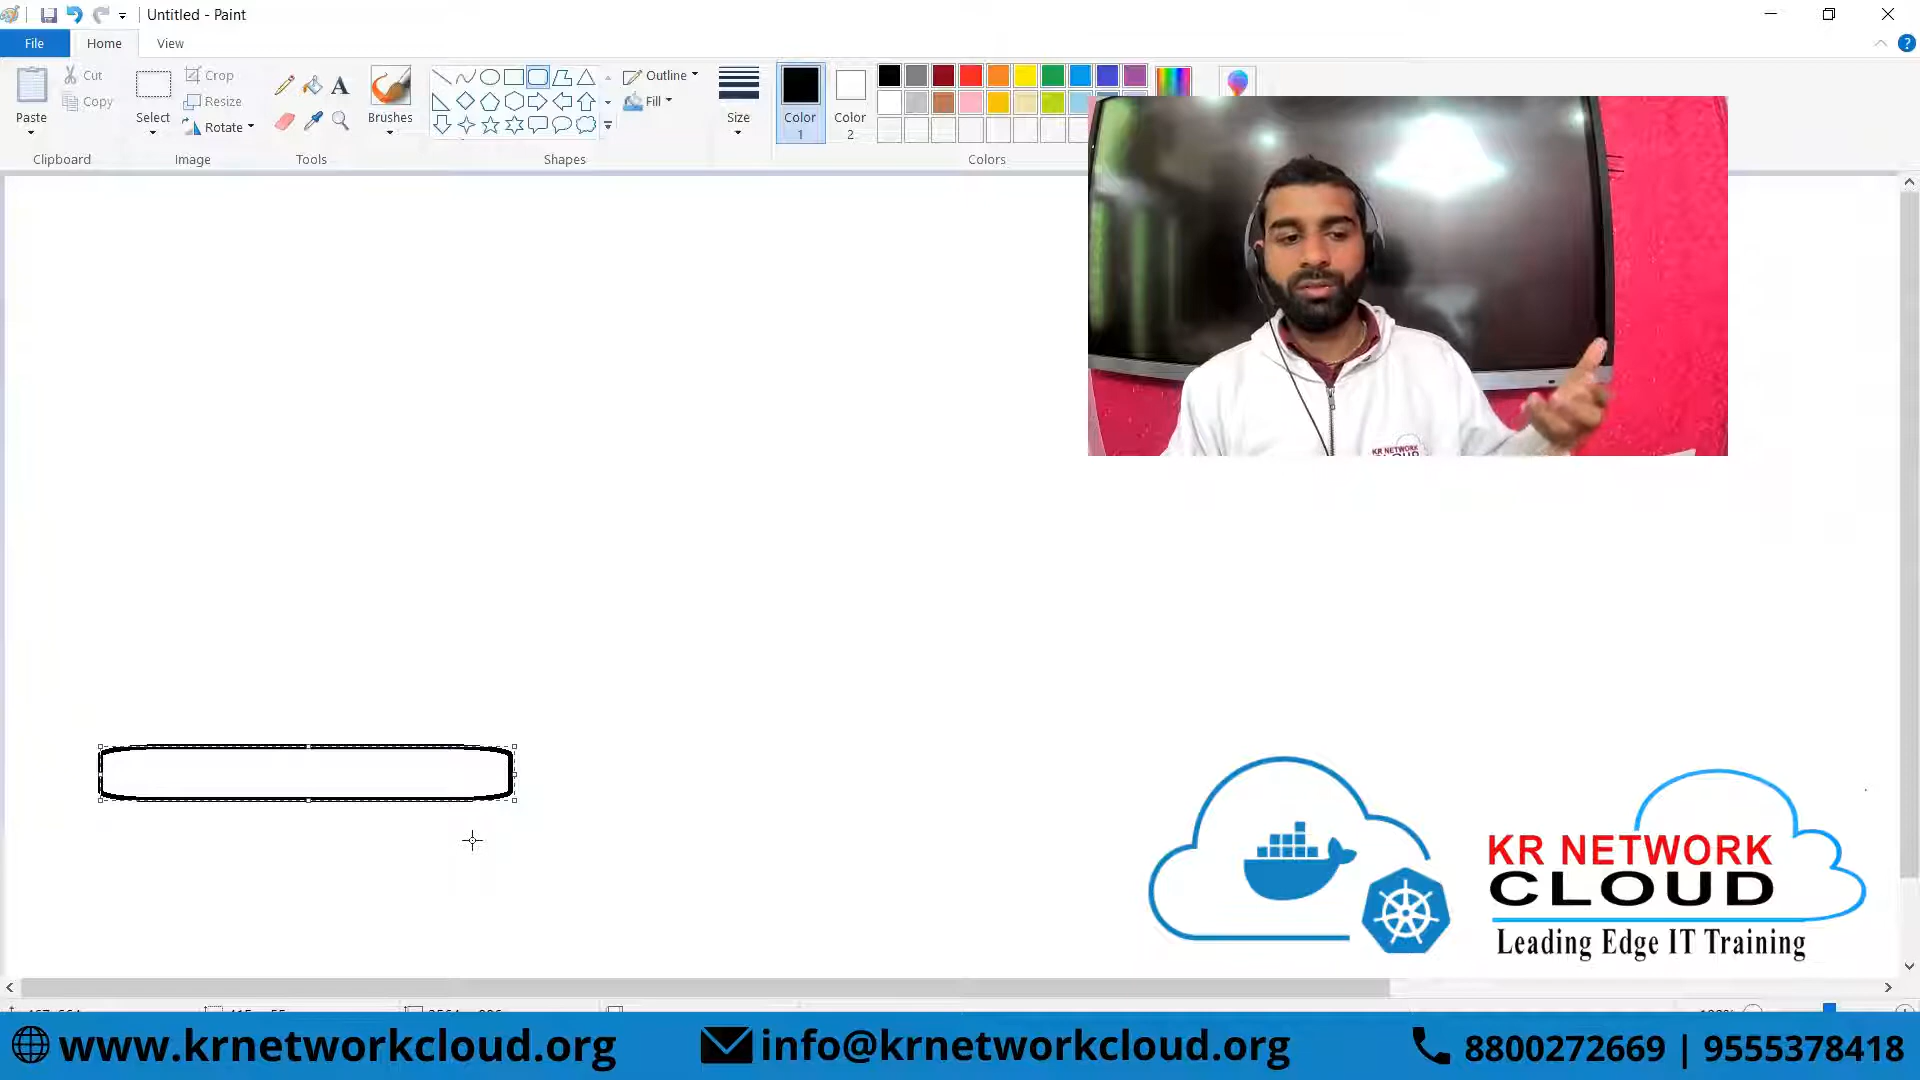 Untitled - Paint
File
Home
View
Paste
Cut
Copy
Clipboard
Select
Crop
Resize
Rotate
Image
Tools
Brushes
Shapes
Outline
Fill
Size
Color 1
Color 2
Colors
KR NETWORK
KR NETWORK
CLOUD
Leading Edge IT Training
www.krnetworkcloud.org
info@krnetworkcloud.org
8800272669 | 9555378418